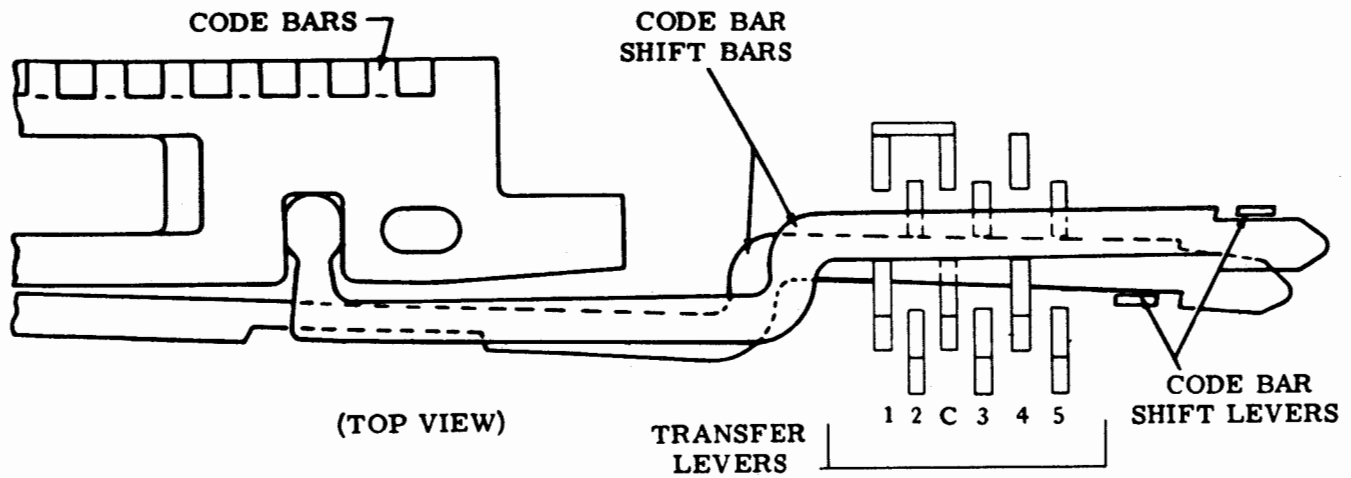 CODE BARS
CODE BAR
SHIFT BARS
1 2 C 3 4 5
CODE BAR
SHIFT LEVERS
(TOP VIEW)
TRANSFER
LEVERS